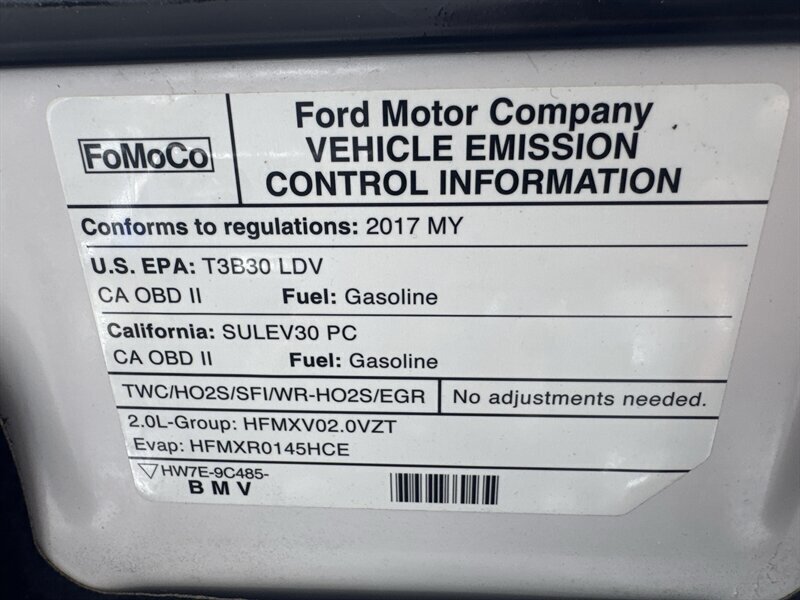 FoMoCo
Ford Motor Company
VEHICLE EMISSION
CONTROL INFORMATION
Conforms to regulations: 2017 MY
U.S. EPA: T3B30 LDV
CA OBD II Fuel: Gasoline
California: SULEV30 PC
CA OBD II Fuel: Gasoline
TWC/HO2S/SFI/WR-HO2S/EGR No adjustments needed.
2.0L-Group: HFMXV02.0VZT
Evap: HFMXR0145HCE
HW7E-9C485-
B M V